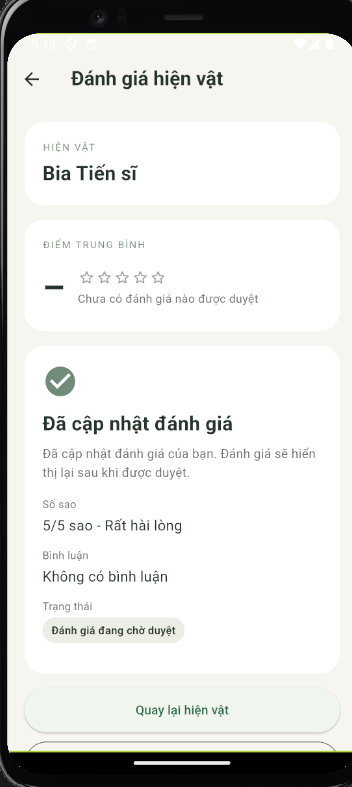 9:13
Đánh giá hiện vật
HIỆN VẬT
Bia Tiến sĩ
ĐIỂM TRUNG BÌNH
–
Chưa có đánh giá nào được duyệt
Đã cập nhật đánh giá
Đã cập nhật đánh giá của bạn. Đánh giá sẽ hiển
thị lại sau khi được duyệt.
Số sao
5/5 sao - Rất hài lòng
Bình luận
Không có bình luận
Trạng thái
Đánh giá đang chờ duyệt
Quay lại hiện vật